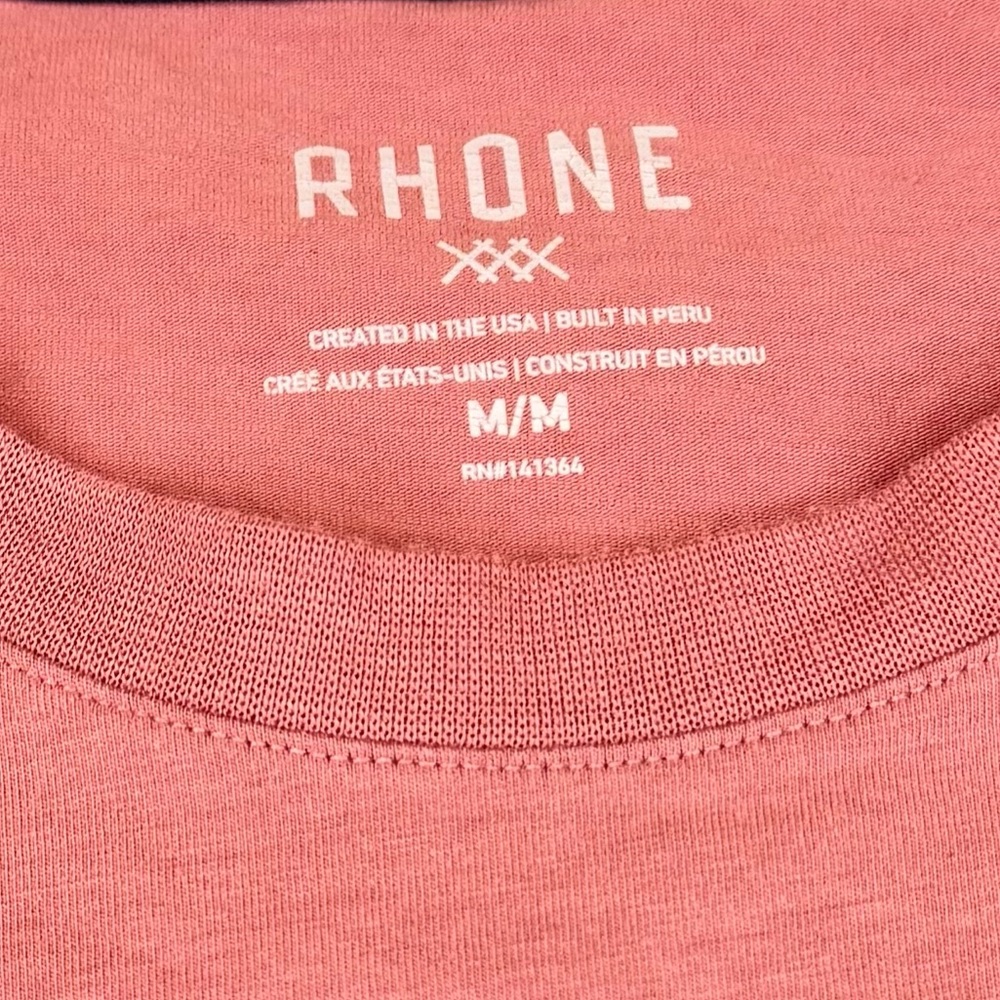 RHONE
CREATED IN THE USA | BUILT IN PERU
CRÉÉ AUX ÉTATS-UNIS | CONSTRUIT EN PÉROU
M/M
RN#141364